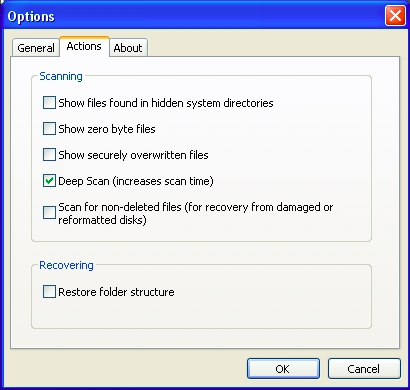 Options
General
Actions
About
Scanning
Show files found in hidden system directories
Show zero byte files
Show securely overwritten files
Deep Scan (increases scan time)
Scan for non-deleted files (for recovery from damaged or
reformatted disks)
Recovering
Restore folder structure
OK
Cancel